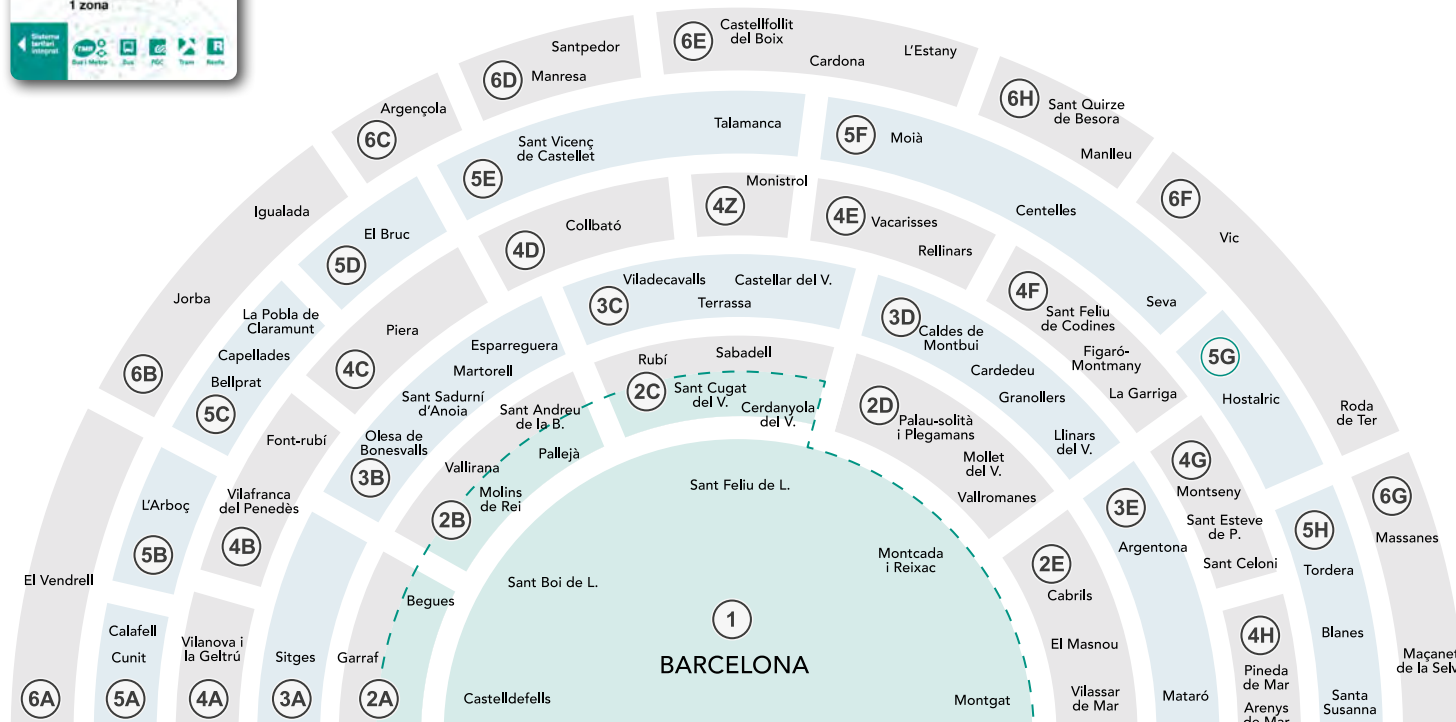 1 zona
Sistema
tarifari
integrat
TMB
Bus i Metro
Bus
FGC
Tram
R
Renfe
6E
Castellfollit
del Boix
Cardona
L'Estany
6D
Santpedor
Manresa
6H
Sant Quirze
de Besora
Manlleu
6C
Argençola
5E
Sant Vicenç
de Castellet
Talamanca
5F
Moià
Centelles
Seva
6F
Vic
Roda
de Ter
Igualada
Jorba
6B
5D
El Bruc
4D
Collbató
4Z
Monistrol
4E
Vacarisses
Rellinars
4F
Sant Feliu
de Codines
Figaró-
Montmany
La Garriga
5G
Hostalric
La Pobla de
Claramunt
Capellades
Bellprat
5C
Piera
4C
Font-rubí
Esparreguera
Martorell
Sant Sadurní
d'Anoia
Olesa de
Bonesvalls
3B
3C
Viladecavalls
Castellar del V.
Terrassa
3D
Caldes de
Montbui
Cardedeu
Granollers
Llinars
del V.
Rubí
Sabadell
2C
Sant Cugat
del V.
Cerdanyola
del V.
2D
Palau-solità
i Plegamans
Mollet
del V.
Vallromanes
Sant Andreu
de la B.
Pallejà
Vallirana
Molins
de Rei
2B
Vilafranca
del Penedès
4B
L'Arboç
5B
El Vendrell
6A
Calafell
Cunit
5A
Vilanova i
la Geltrú
4A
Sitges
3A
Garraf
2A
Begues
Sant Feliu de L.
Montcada
i Reixac
Sant Boi de L.
1
BARCELONA
Castelldefells
Montgat
2E
Cabrils
El Masnou
Vilassar
de Mar
3E
Argentona
Mataró
4G
Montseny
Sant Esteve
de P.
Sant Celoni
4H
Pineda
de Mar
Arenys
de Mar
5H
Tordera
Blanes
Santa
Susanna
6G
Massanes
Maçanet
de la Selv